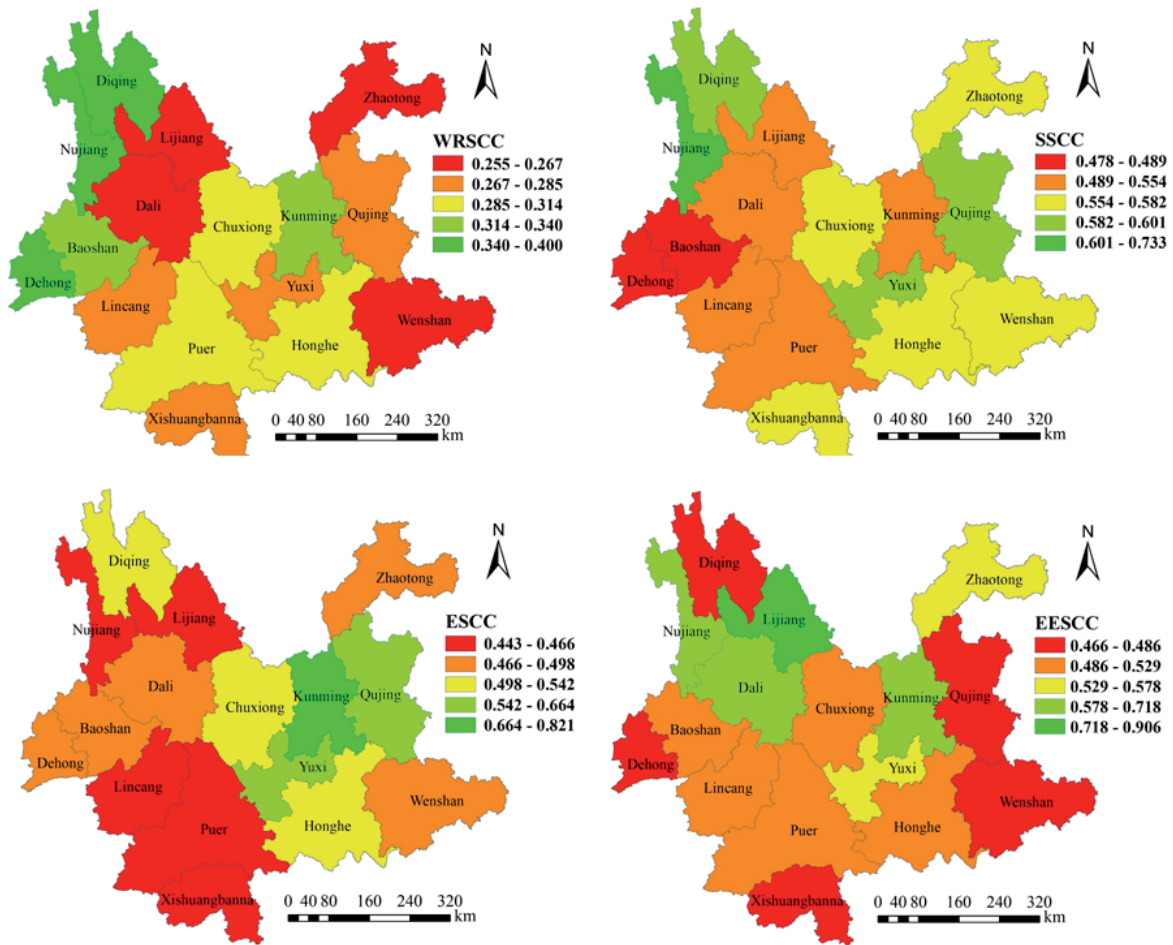 N
Diqing
Zhaotong
Lijiang
WRSCC
0.255 - 0.267
0.267 - 0.285
0.285 - 0.314
0.314 - 0.340
0.340 - 0.400
Nujiang
Dali
Chuxiong
Kunming
Qujing
Baoshan
Dehong
Lincang
Yuxi
Wenshan
Puer
Honghe
Xishuangbanna
0 40 80 160 240 320
km
N
Diqing
Zhaotong
Lijiang
SSCC
0.478 - 0.489
0.489 - 0.554
0.554 - 0.582
0.582 - 0.601
0.601 - 0.733
Nujiang
Dali
Chuxiong
Kunming
Qujing
Baoshan
Dehong
Lincang
Yuxi
Wenshan
Puer
Honghe
Xishuangbanna
0 40 80 160 240 320
km
N
Diqing
Zhaotong
Lijiang
ESCC
0.443 - 0.466
0.466 - 0.498
0.498 - 0.542
0.542 - 0.664
0.664 - 0.821
Nujiang
Dali
Chuxiong
Kunming
Qujing
Baoshan
Dehong
Lincang
Yuxi
Wenshan
Puer
Honghe
Xishuangbanna
0 40 80 160 240 320
km
N
Diqing
Zhaotong
Lijiang
EESCC
0.466 - 0.486
0.486 - 0.529
0.529 - 0.578
0.578 - 0.718
0.718 - 0.906
Nujiang
Dali
Chuxiong
Kunming
Qujing
Baoshan
Dehong
Lincang
Yuxi
Wenshan
Puer
Honghe
Xishuangbanna
0 40 80 160 240 320
km